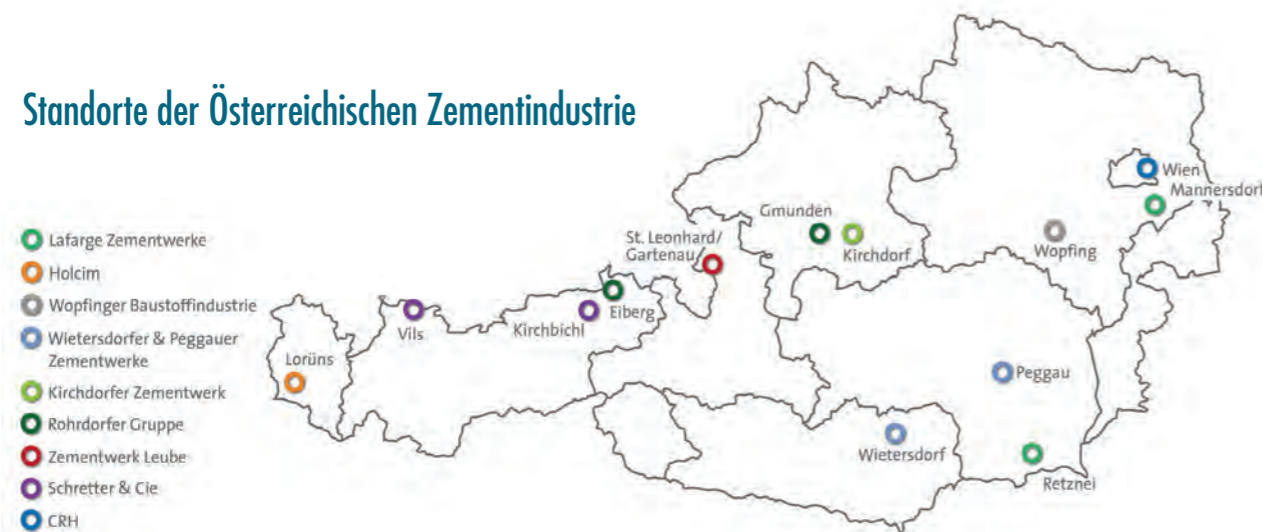 Standorte der Österreichischen Zementindustrie
Lafarge Zementwerke
Holcim
Wopfinger Baustoffindustrie
Wietersdorfer & Peggauer
Zementwerke
Kirchdorfer Zementwerk
Rohrdorfer Gruppe
Zementwerk Leube
Schretter & Cie
CRH
Wien
Mannersdorf
Gmunden
Kirchdorf
Wopfing
St. Leonhard/
Gartenau
Eiberg
Kirchbichl
Vils
Lorüns
Peggau
Wietersdorf
Retznei